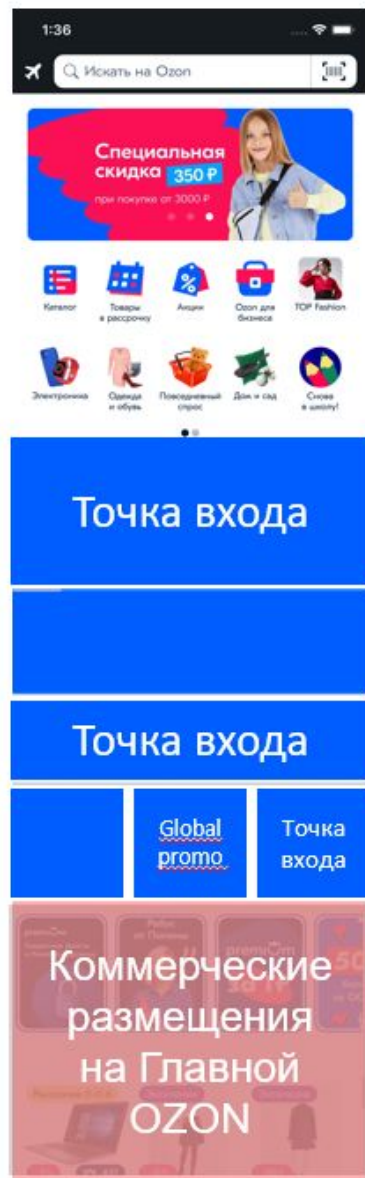 1:36
Искать на Ozon
Специальная
скидка 350 ₽
при покупке от 3000 ₽
Каталог
Товары
в рассрочку
Акции
Ozon для
бизнеса
TOP Fashion
Электроника
Одежда
и обувь
Повседневный
спрос
Дом и сад
Снова
в школу!
Точка входа
Точка входа
Global
promo
Точка
входа
Коммерческие
размещения
на Главной
OZON